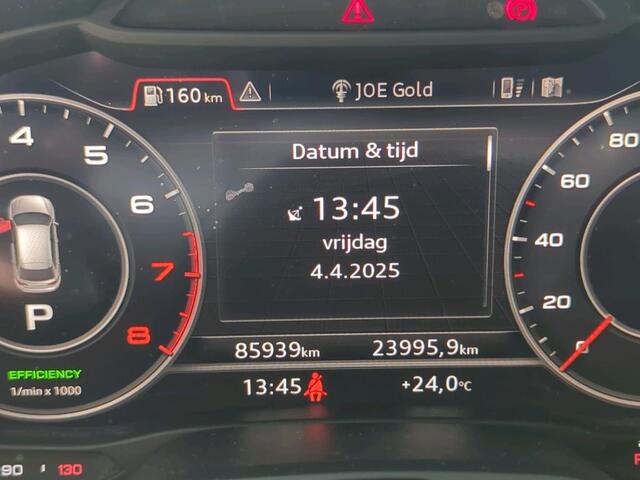 P
160 km
JOE Gold
4
5
6
7
8
P
EFFICIENCY
1/min x 1000
Datum & tijd
13:45
vrijdag
4.4.2025
85939km
23995,9km
13:45
+24,0°C
80
60
40
20
0
90
130